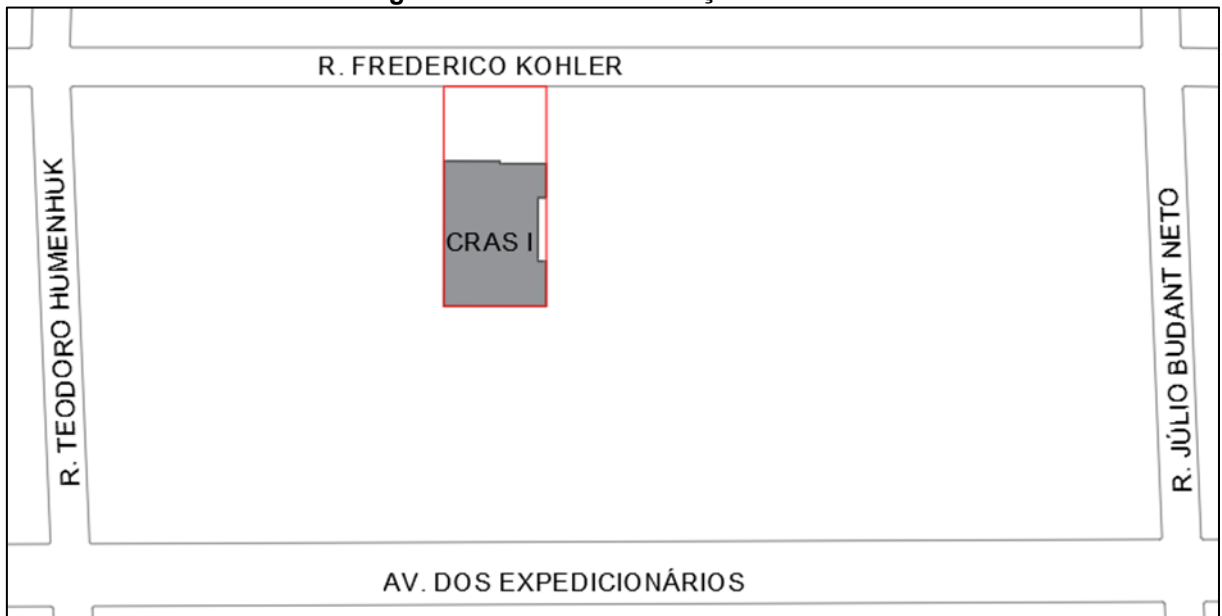 R. FREDERICO KOHLER
R. TEODORO HUMENHUK
CRAS I
R. JÚLIO BUDANT NETO
AV. DOS EXPEDICIONÁRIOS